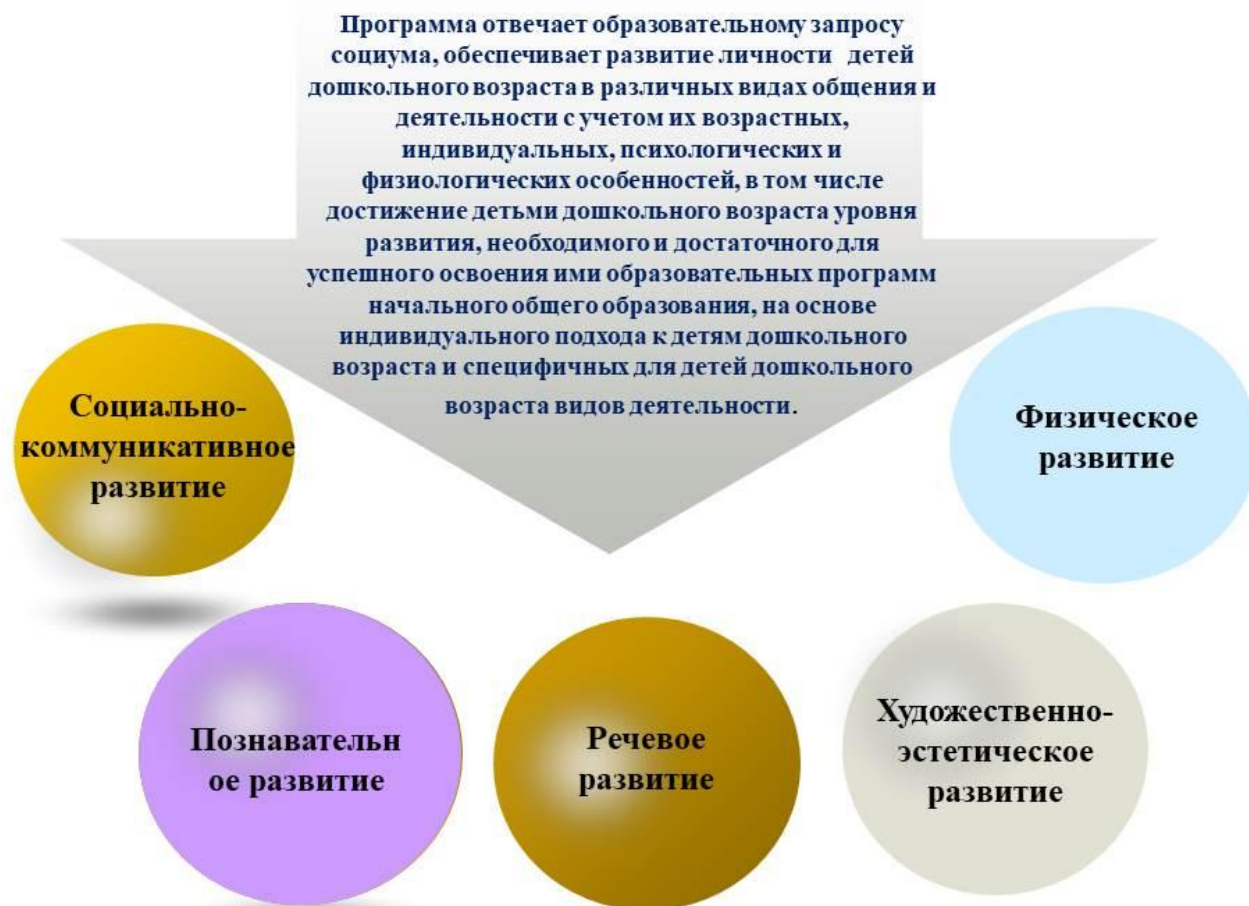 Программа отвечает образовательному запросу
социума, обеспечивает развитие личности детей
дошкольного возраста в различных видах общения и
деятельности с учетом их возрастных,
индивидуальных, психологических и
физиологических особенностей, в том числе
достижение детьми дошкольного возраста уровня
развития, необходимого и достаточного для
успешного освоения ими образовательных программ
начального общего образования, на основе
индивидуального подхода к детям дошкольного
возраста и специфичных для детей дошкольного
возраста видов деятельности.
Социально-
коммуникативное
развитие
Физическое
развитие
Познавательн
ое развитие
Речевое
развитие
Художественно-
эстетическое
развитие